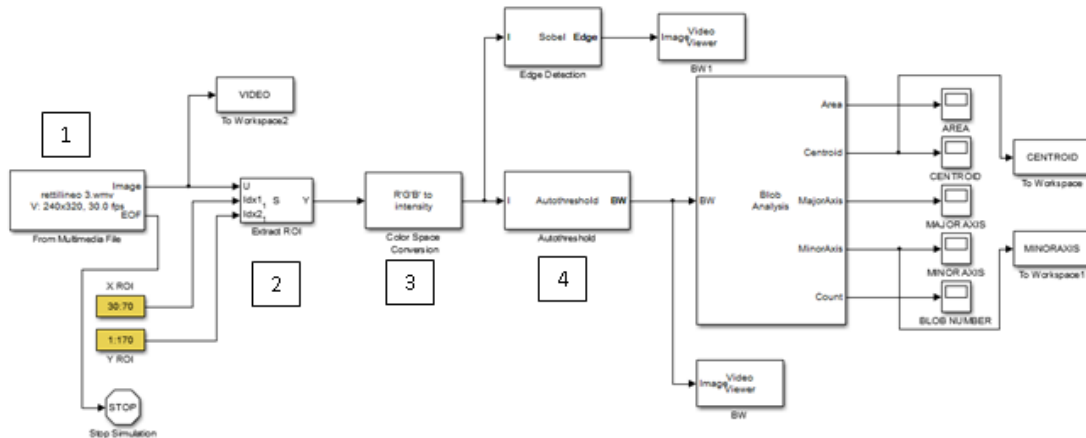 1
rettilineo 3.wmv
V: 240x320, 30.0 fps
Image
EOF
From Multimedia File
VIDEO
To Workspace2
U
Idx1
1
S
Y
Idx2
1
Extract ROI
2
X ROI
30:70
1:170
Y ROI
STOP
Stop Simulation
R'G'B' to
intensity
Color Space
Conversion
3
I
Sobel
Edge
Edge Detection
Image
Video
Viewer
BW1
I
Autothreshold
BW
Autothreshold
4
BW
Blob
Analysis
Area
Centroid
MajorAxis
MinorAxis
Count
AREA
CENTROID
MAJOR AXIS
MINOR AXIS
BLOB NUMBER
CENTROID
To Workspace
MINORAXIS
To Workspace1
Image
Video
Viewer
BW